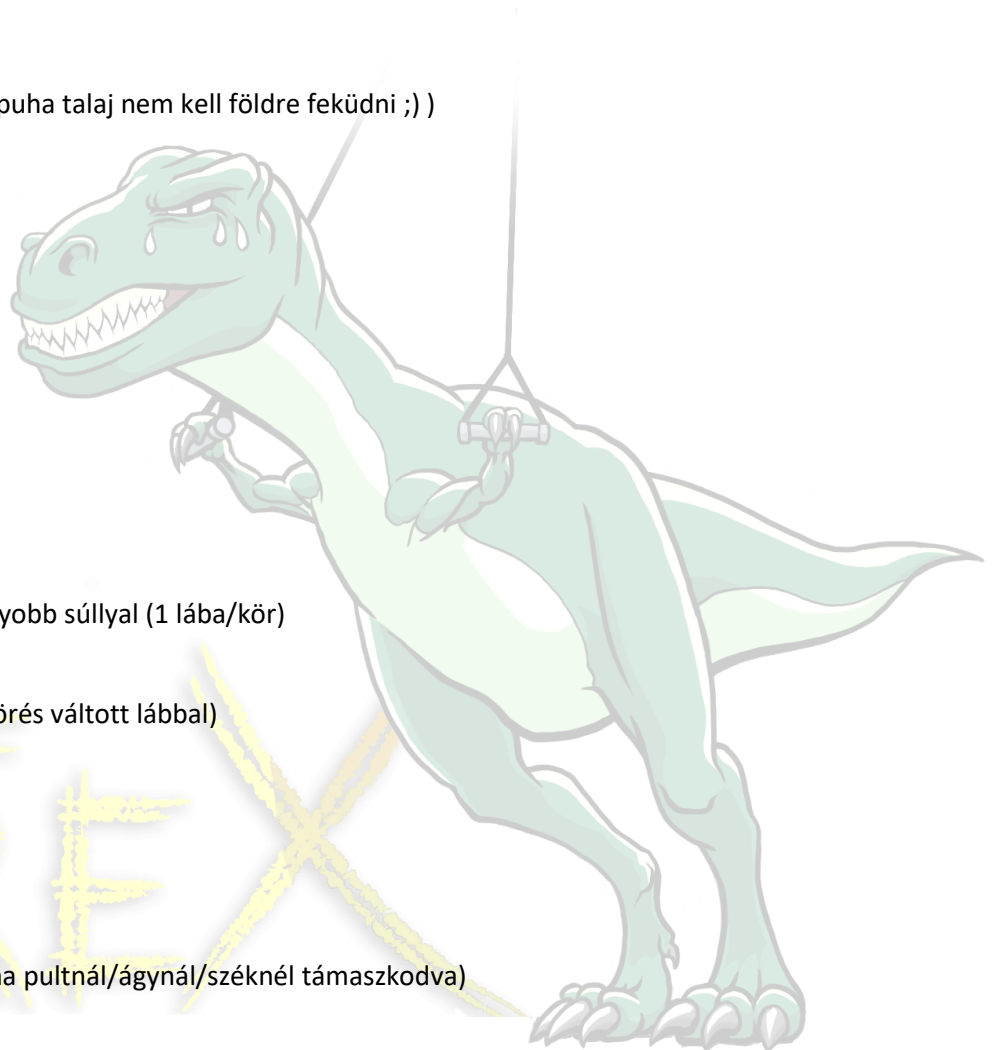 puha talaj nem kell földre feküdni ;) )
yobb súllyal (1 lába/kör)
örés váltott lábbal)
REX
na pultnál/ágynál/széknél támaszkodva)